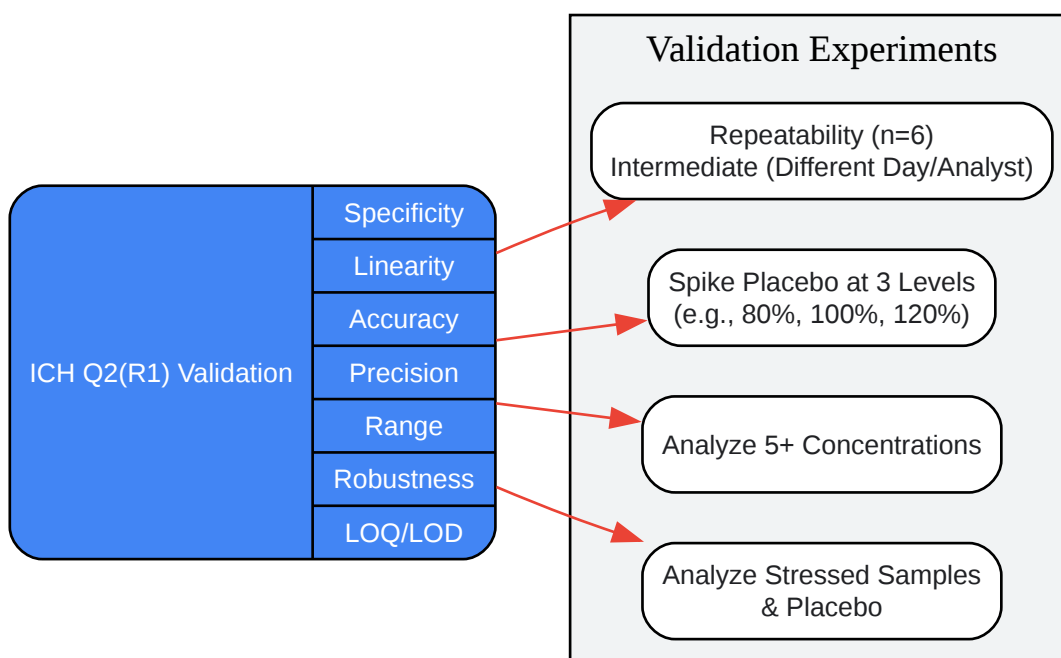 ICH Q2(R1) Validation
Specificity
Linearity
Accuracy
Precision
Range
Robustness
LOQ/LOD
Validation Experiments
Repeatability (n=6)
Intermediate (Different Day/Analyst)
Spike Placebo at 3 Levels
(e.g., 80%, 100%, 120%)
Analyze 5+ Concentrations
Analyze Stressed Samples
& Placebo